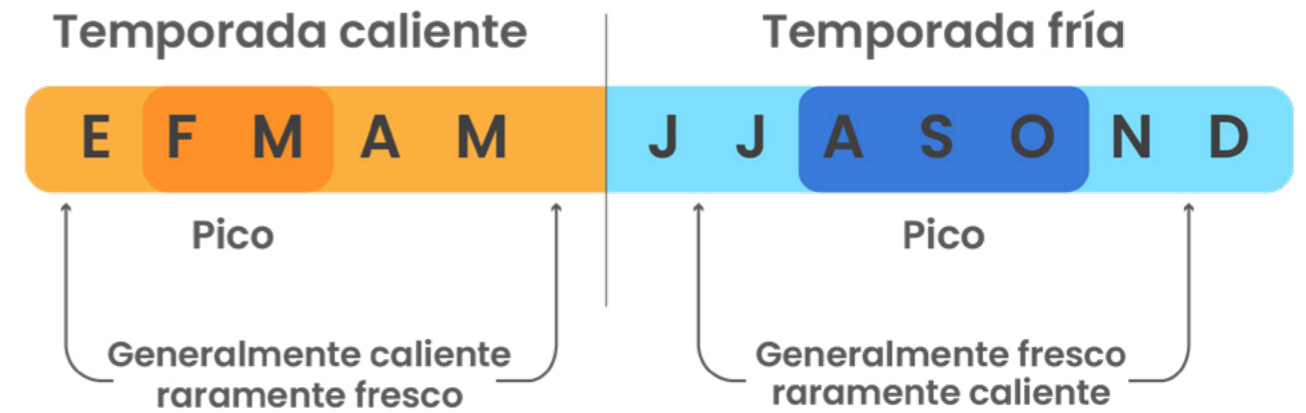 Temporada caliente
Temporada fría
E F M A M J J A S O N D
Pico
Pico
Generalmente caliente
raramente fresco
Generalmente fresco
raramente caliente